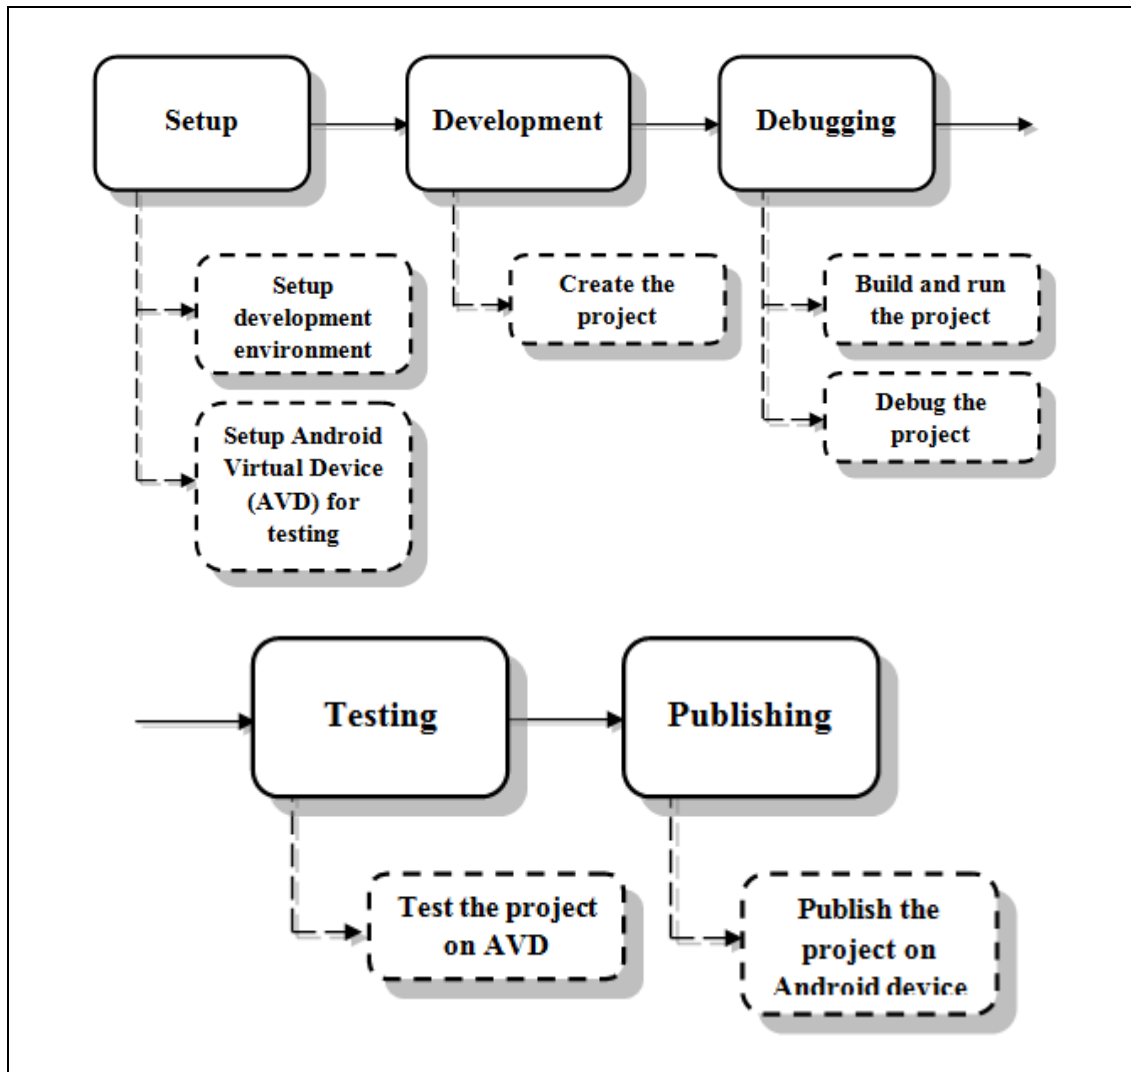 Setup
Development
Debugging
Setup
development
environment
Setup Android
Virtual Device
(AVD) for
testing
Create the
project
Build and run
the project
Debug the
project
Testing
Publishing
Test the project
on AVD
Publish the
project on
Android device